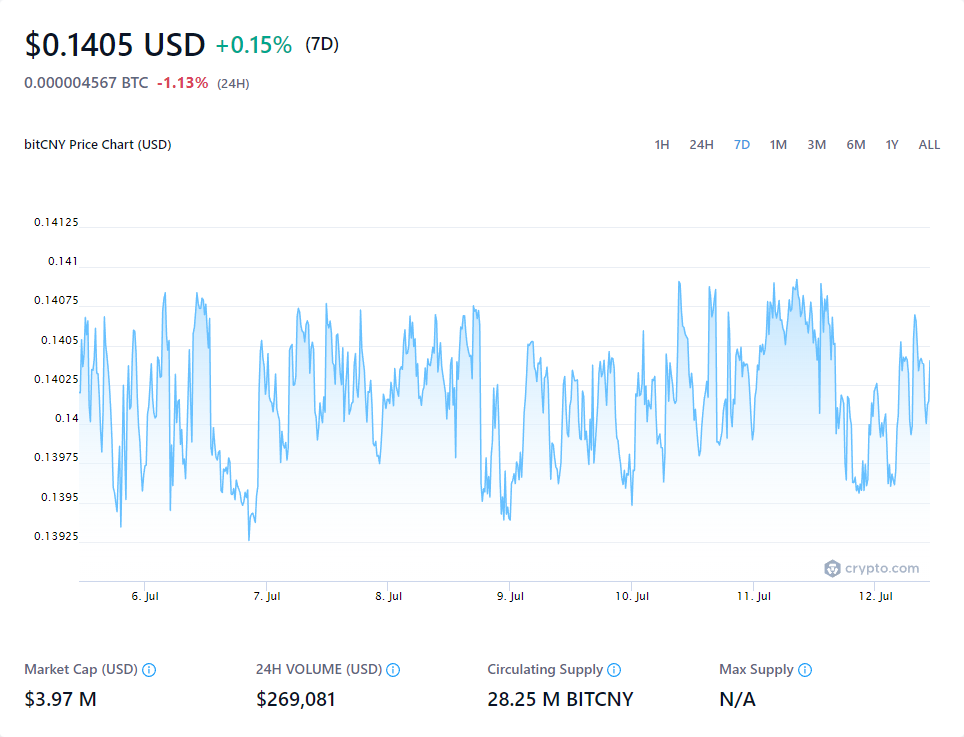 $0.1405 USD +0.15% (7D)
0.000004567 BTC -1.13% (24H)
bitCNY Price Chart (USD) 1H 24H 7D 1M 3M 6M 1Y ALL
0.14125
0.141
0.14075
0.1405
0.14025
0.14
0.13975
0.1395
0.13925
crypto.com
6. Jul 7. Jul 8. Jul 9. Jul 10. Jul 11. Jul 12. Jul
Market Cap (USD) 24H VOLUME (USD) Circulating Supply Max Supply
$3.97 M $269,081 28.25 M BITCNY N/A